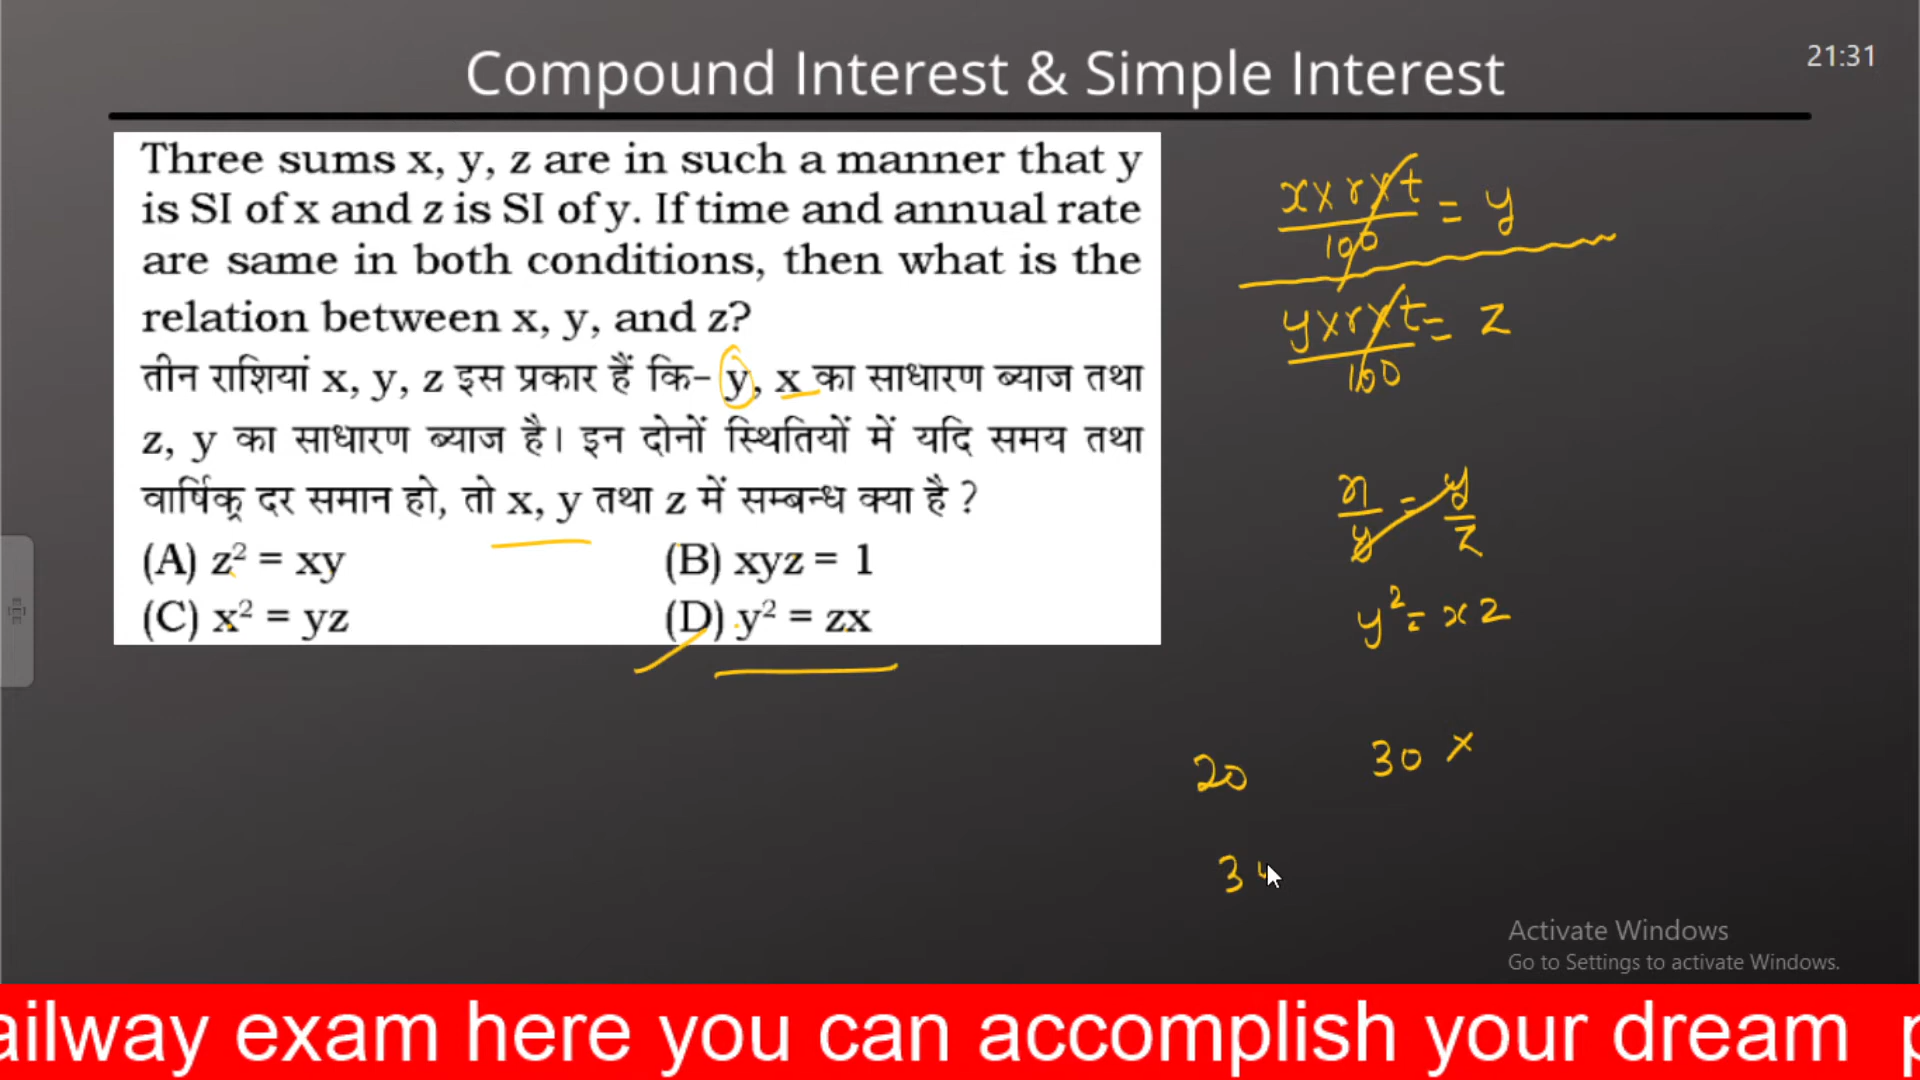 Compound Interest & Simple Interest
21:31
Three sums x, y, z are in such a manner that y
is SI of x and z is SI of y. If time and annual rate
are same in both conditions, then what is the
relation between x, y, and z?
तीन राशियां x, y, z इस प्रकार हैं कि- y, x का साधारण ब्याज तथा
z, y का साधारण ब्याज है। इन दोनों स्थितियों में यदि समय तथा
वार्षिक दर समान हो, तो x, y तथा z में सम्बन्ध क्या है ?
(A) z² = xy (B) xyz = 1
(C) x² = yz (D) y² = zx
x×r×t/100 = y
y×r×t/100 = z
x/y = y/z
y² = xz
20 30 x
3
Activate Windows
Go to Settings to activate Windows.
exam here you can accomplish your dream